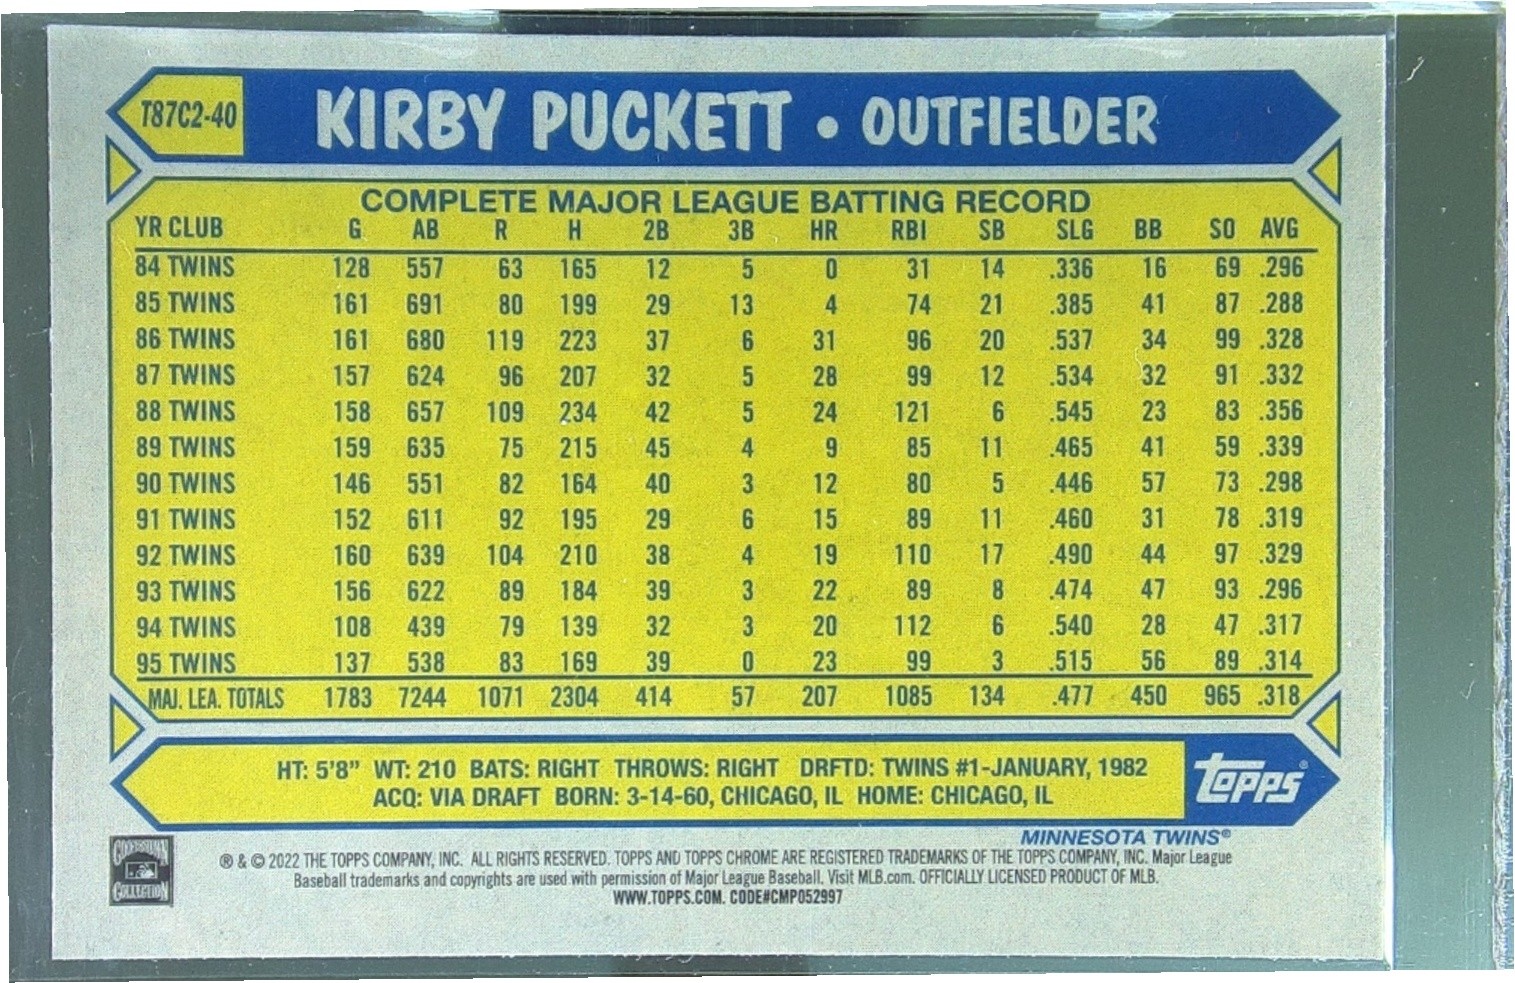 T87C2-40 KIRBY PUCKETT • OUTFIELDER
COMPLETE MAJOR LEAGUE BATTING RECORD
YR CLUB G AB R H 2B 3B HR RBI SB SLG BB SO AVG
84 TWINS 128 557 63 165 12 5 0 31 14 .336 16 69 .296
85 TWINS 161 691 80 199 29 13 4 74 21 .385 41 87 .288
86 TWINS 161 680 119 223 37 6 31 96 20 .537 34 99 .328
87 TWINS 157 624 96 207 32 5 28 99 12 .534 32 91 .332
88 TWINS 158 657 109 234 42 5 24 121 6 .545 23 83 .356
89 TWINS 159 635 75 215 45 4 9 85 11 .465 41 59 .339
90 TWINS 146 551 82 164 40 3 12 80 5 .446 57 73 .298
91 TWINS 152 611 92 195 29 6 15 89 11 .460 31 78 .319
92 TWINS 160 639 104 210 38 4 19 110 17 .490 44 97 .329
93 TWINS 156 622 89 184 39 3 22 89 8 .474 47 93 .296
94 TWINS 108 439 79 139 32 3 20 112 6 .540 28 47 .317
95 TWINS 137 538 83 169 39 0 23 99 3 .515 56 89 .314
MAJ. LEA. TOTALS 1783 7244 1071 2304 414 57 207 1085 134 .477 450 965 .318
HT: 5'8" WT: 210 BATS: RIGHT THROWS: RIGHT DRFTD: TWINS #1-JANUARY, 1982
ACQ: VIA DRAFT BORN: 3-14-60, CHICAGO, IL HOME: CHICAGO, IL
topps®
MINNESOTA TWINS®
COOPERSTOWN
COLLECTION
® & © 2022 THE TOPPS COMPANY, INC. ALL RIGHTS RESERVED. TOPPS AND TOPPS CHROME ARE REGISTERED TRADEMARKS OF THE TOPPS COMPANY, INC. Major League
Baseball trademarks and copyrights are used with permission of Major League Baseball. Visit MLB.com. OFFICIALLY LICENSED PRODUCT OF MLB.
WWW.TOPPS.COM. CODE#CMP052997